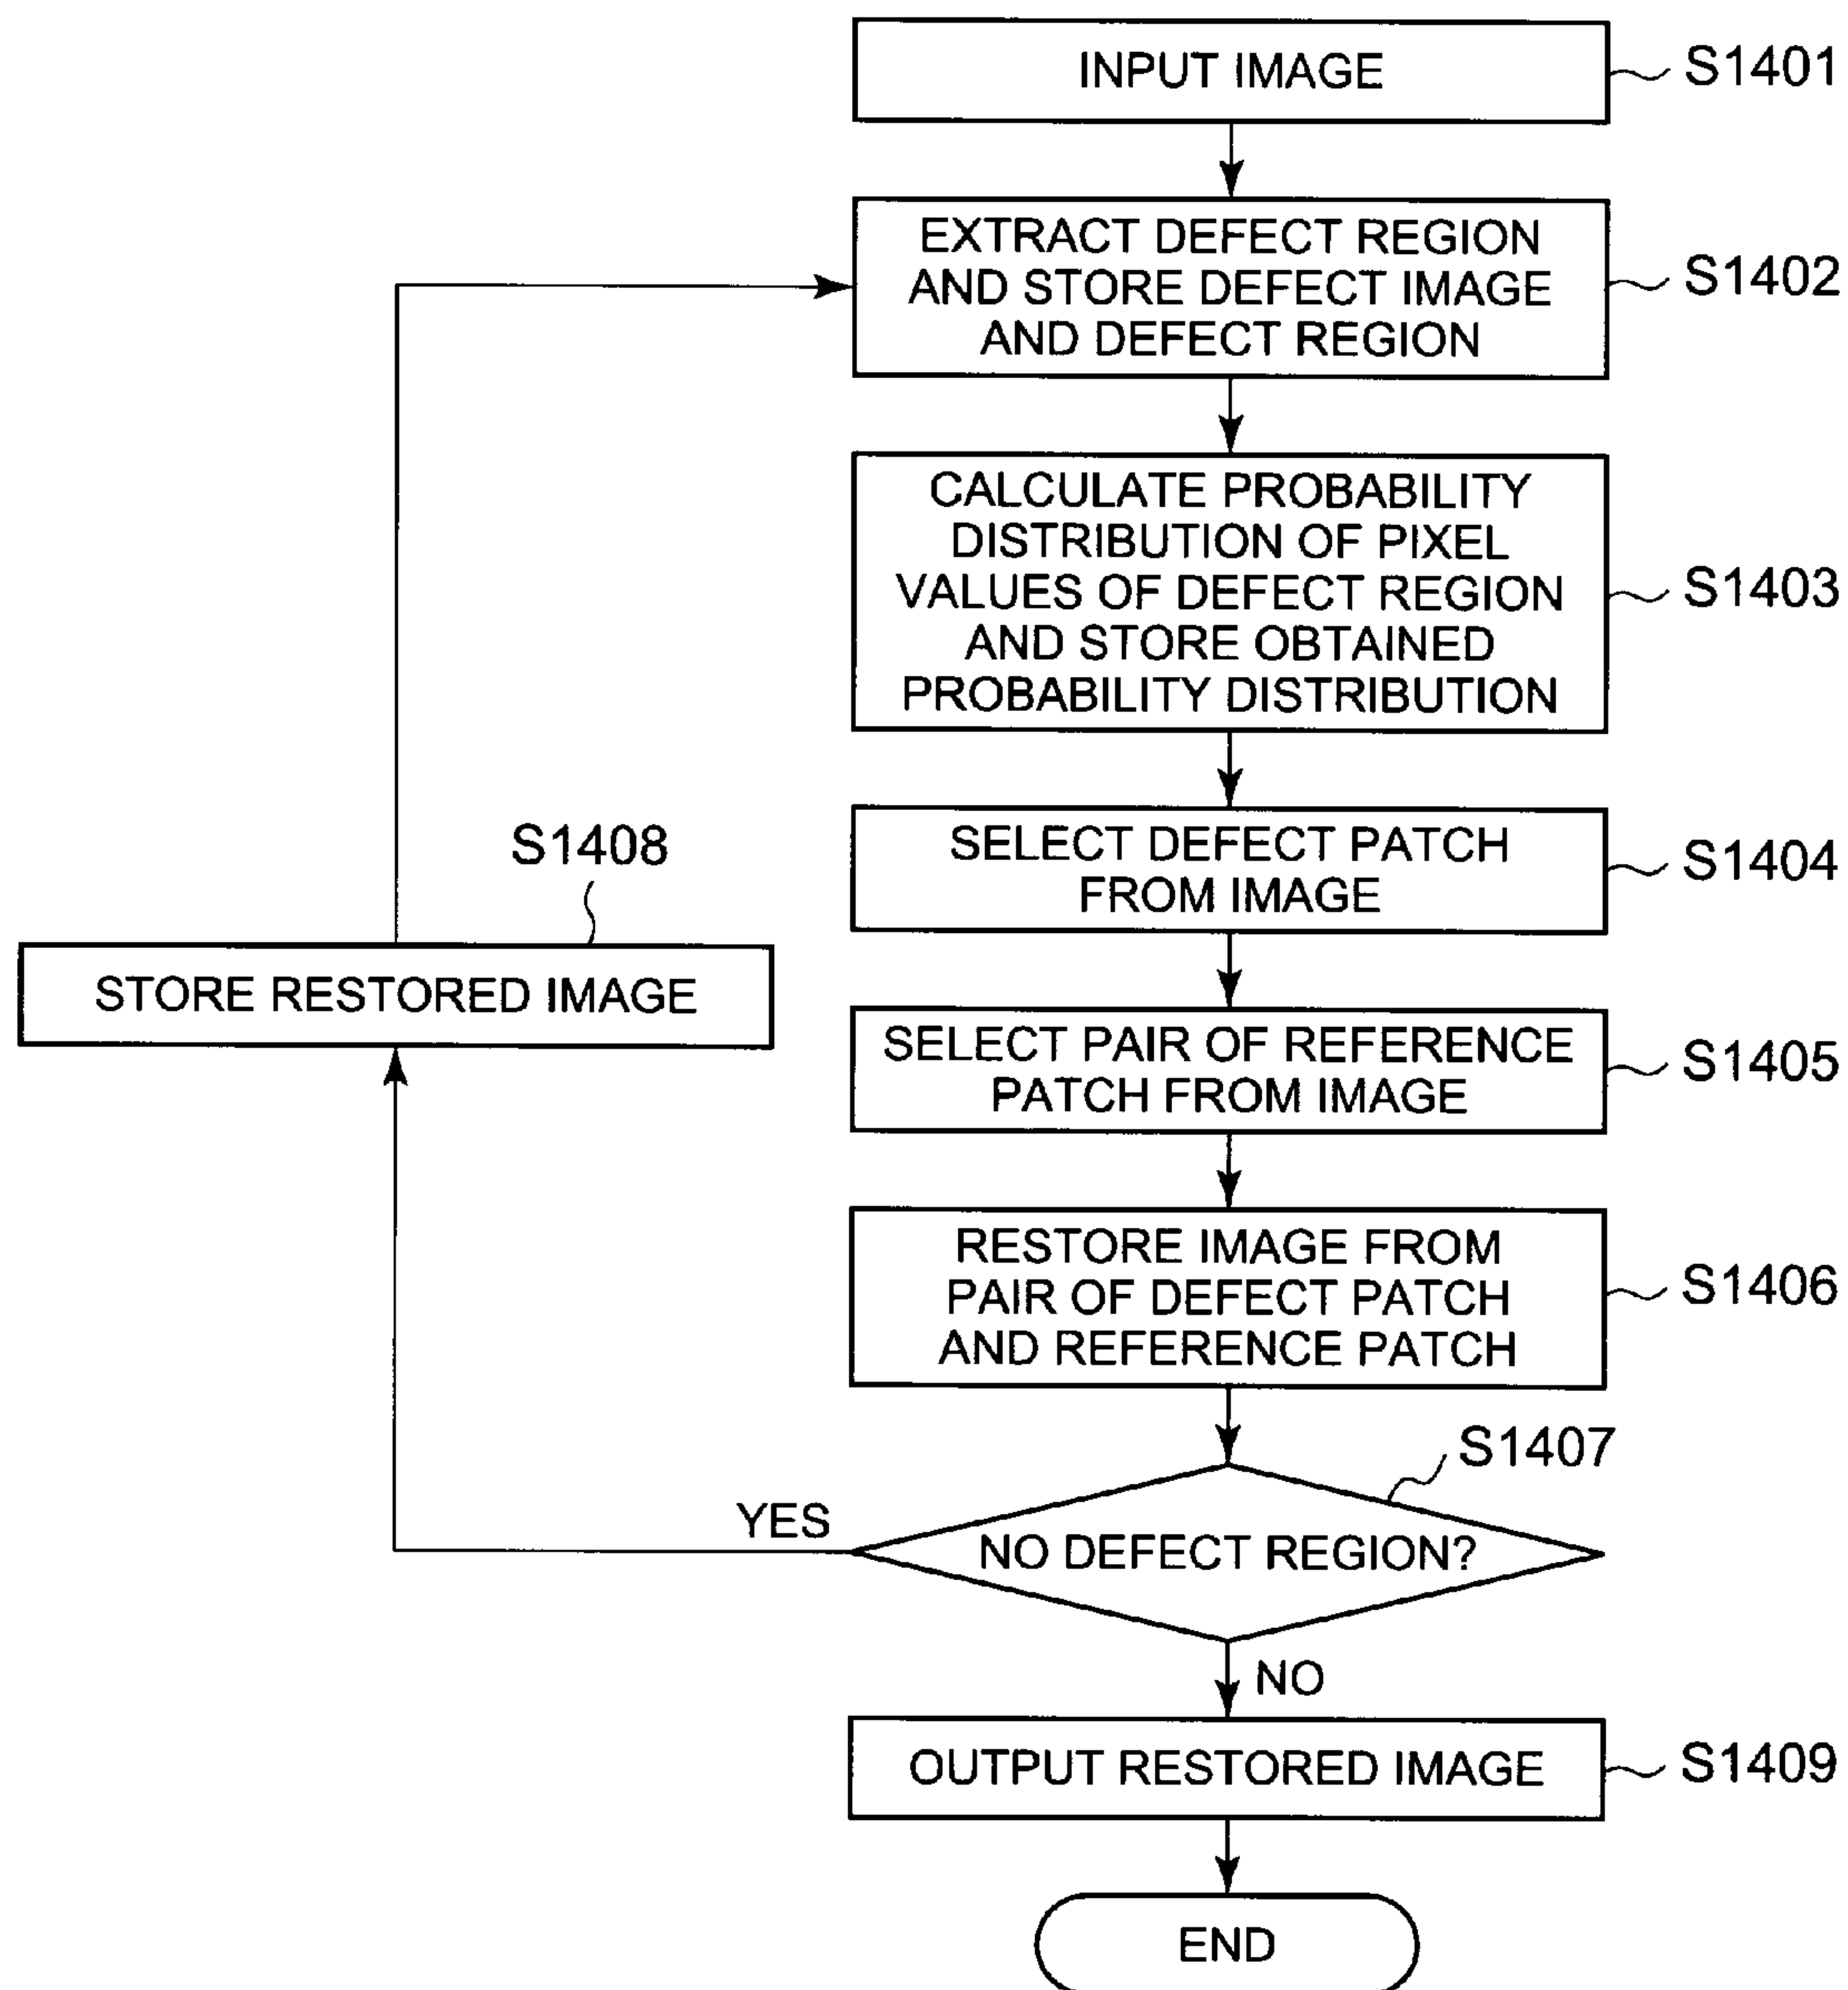 INPUT IMAGE
S1401
EXTRACT DEFECT REGION
AND STORE DEFECT IMAGE
AND DEFECT REGION
S1402
CALCULATE PROBABILITY
DISTRIBUTION OF PIXEL
VALUES OF DEFECT REGION
AND STORE OBTAINED
PROBABILITY DISTRIBUTION
S1403
SELECT DEFECT PATCH
FROM IMAGE
S1404
S1408
STORE RESTORED IMAGE
SELECT PAIR OF REFERENCE
PATCH FROM IMAGE
S1405
RESTORE IMAGE FROM
PAIR OF DEFECT PATCH
AND REFERENCE PATCH
S1406
S1407
YES
NO DEFECT REGION?
NO
OUTPUT RESTORED IMAGE
S1409
END